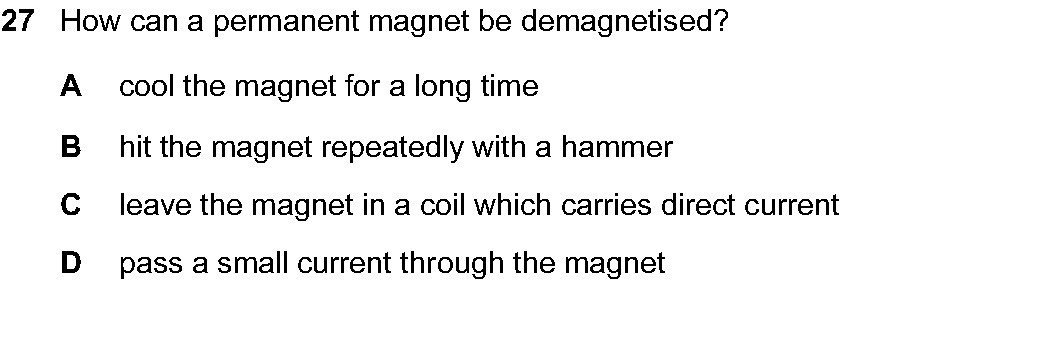 27 How can a permanent magnet be demagnetised?
A cool the magnet for a long time
B hit the magnet repeatedly with a hammer
C leave the magnet in a coil which carries direct current
D pass a small current through the magnet